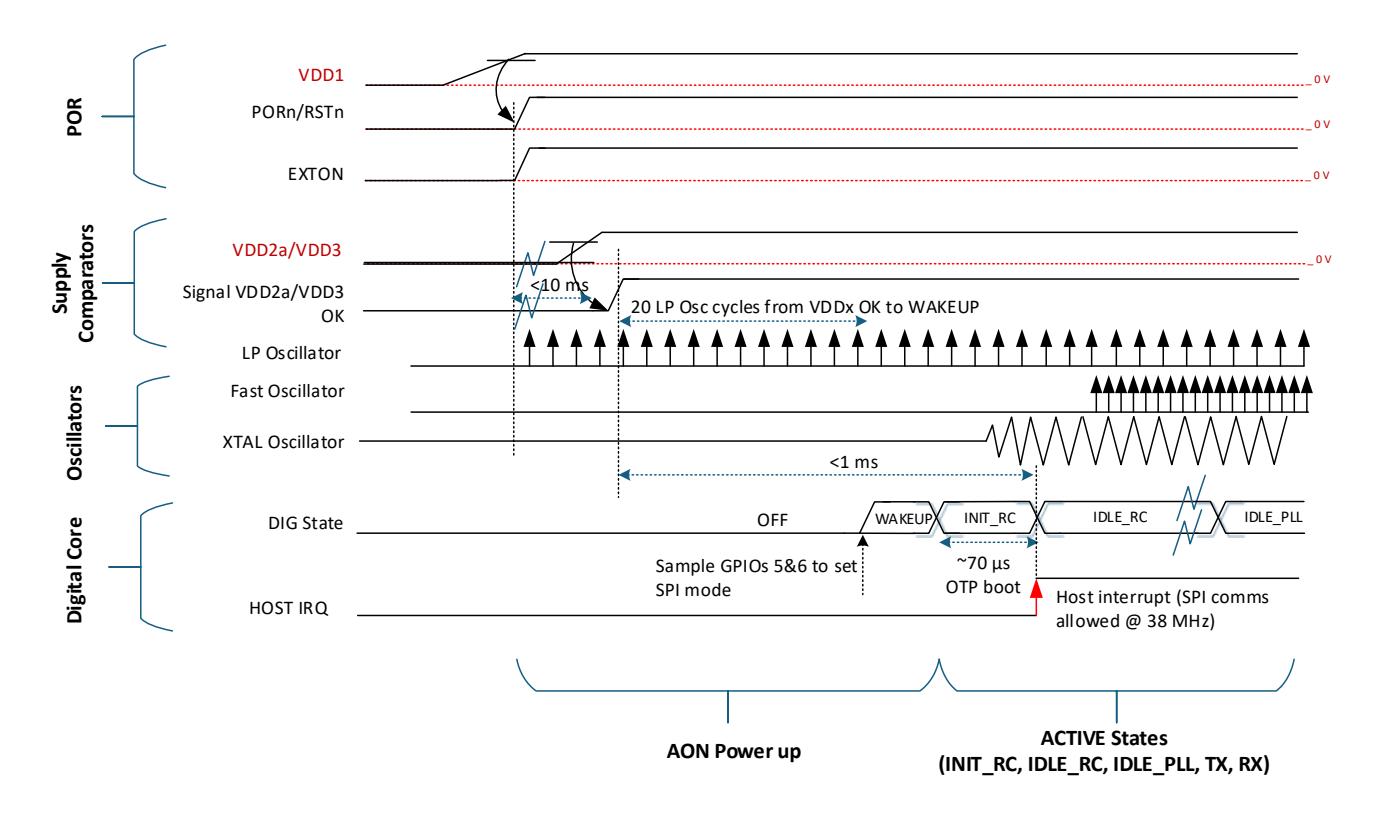 POR
VDD1
0 V
PORn/RSTn
0 V
EXTON
0 V
Supply
Comparators
VDD2a/VDD3
0 V
<10 ms
Signal VDD2a/VDD3
OK
20 LP Osc cycles from VDDx OK to WAKEUP
LP Oscillator
Oscillators
Fast Oscillator
XTAL Oscillator
<1 ms
Digital Core
DIG State
OFF
WAKEUP
INIT_RC
IDLE_RC
IDLE_PLL
Sample GPIOs 5&6 to set
SPI mode
~70 µs
OTP boot
HOST IRQ
Host interrupt (SPI comms
allowed @ 38 MHz)
AON Power up
ACTIVE States
(INIT_RC, IDLE_RC, IDLE_PLL, TX, RX)